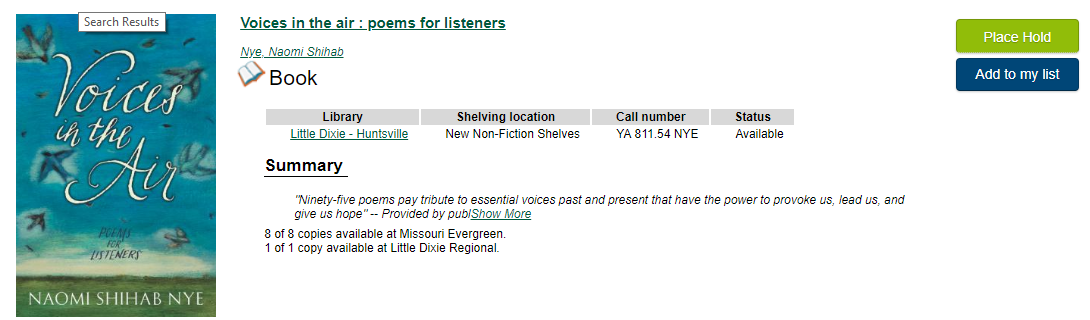 Search Results
Voices
in the
Air
POEMS
FOR
LISTENERS
NAOMI SHIHAB NYE
Voices in the air : poems for listeners
Nye, Naomi Shihab
Book
Library Shelving location Call number Status
Little Dixie - Huntsville New Non-Fiction Shelves YA 811.54 NYE Available
Summary
"Ninety-five poems pay tribute to essential voices past and present that have the power to provoke us, lead us, and
give us hope" -- Provided by publShow More
8 of 8 copies available at Missouri Evergreen.
1 of 1 copy available at Little Dixie Regional.
Place Hold
Add to my list